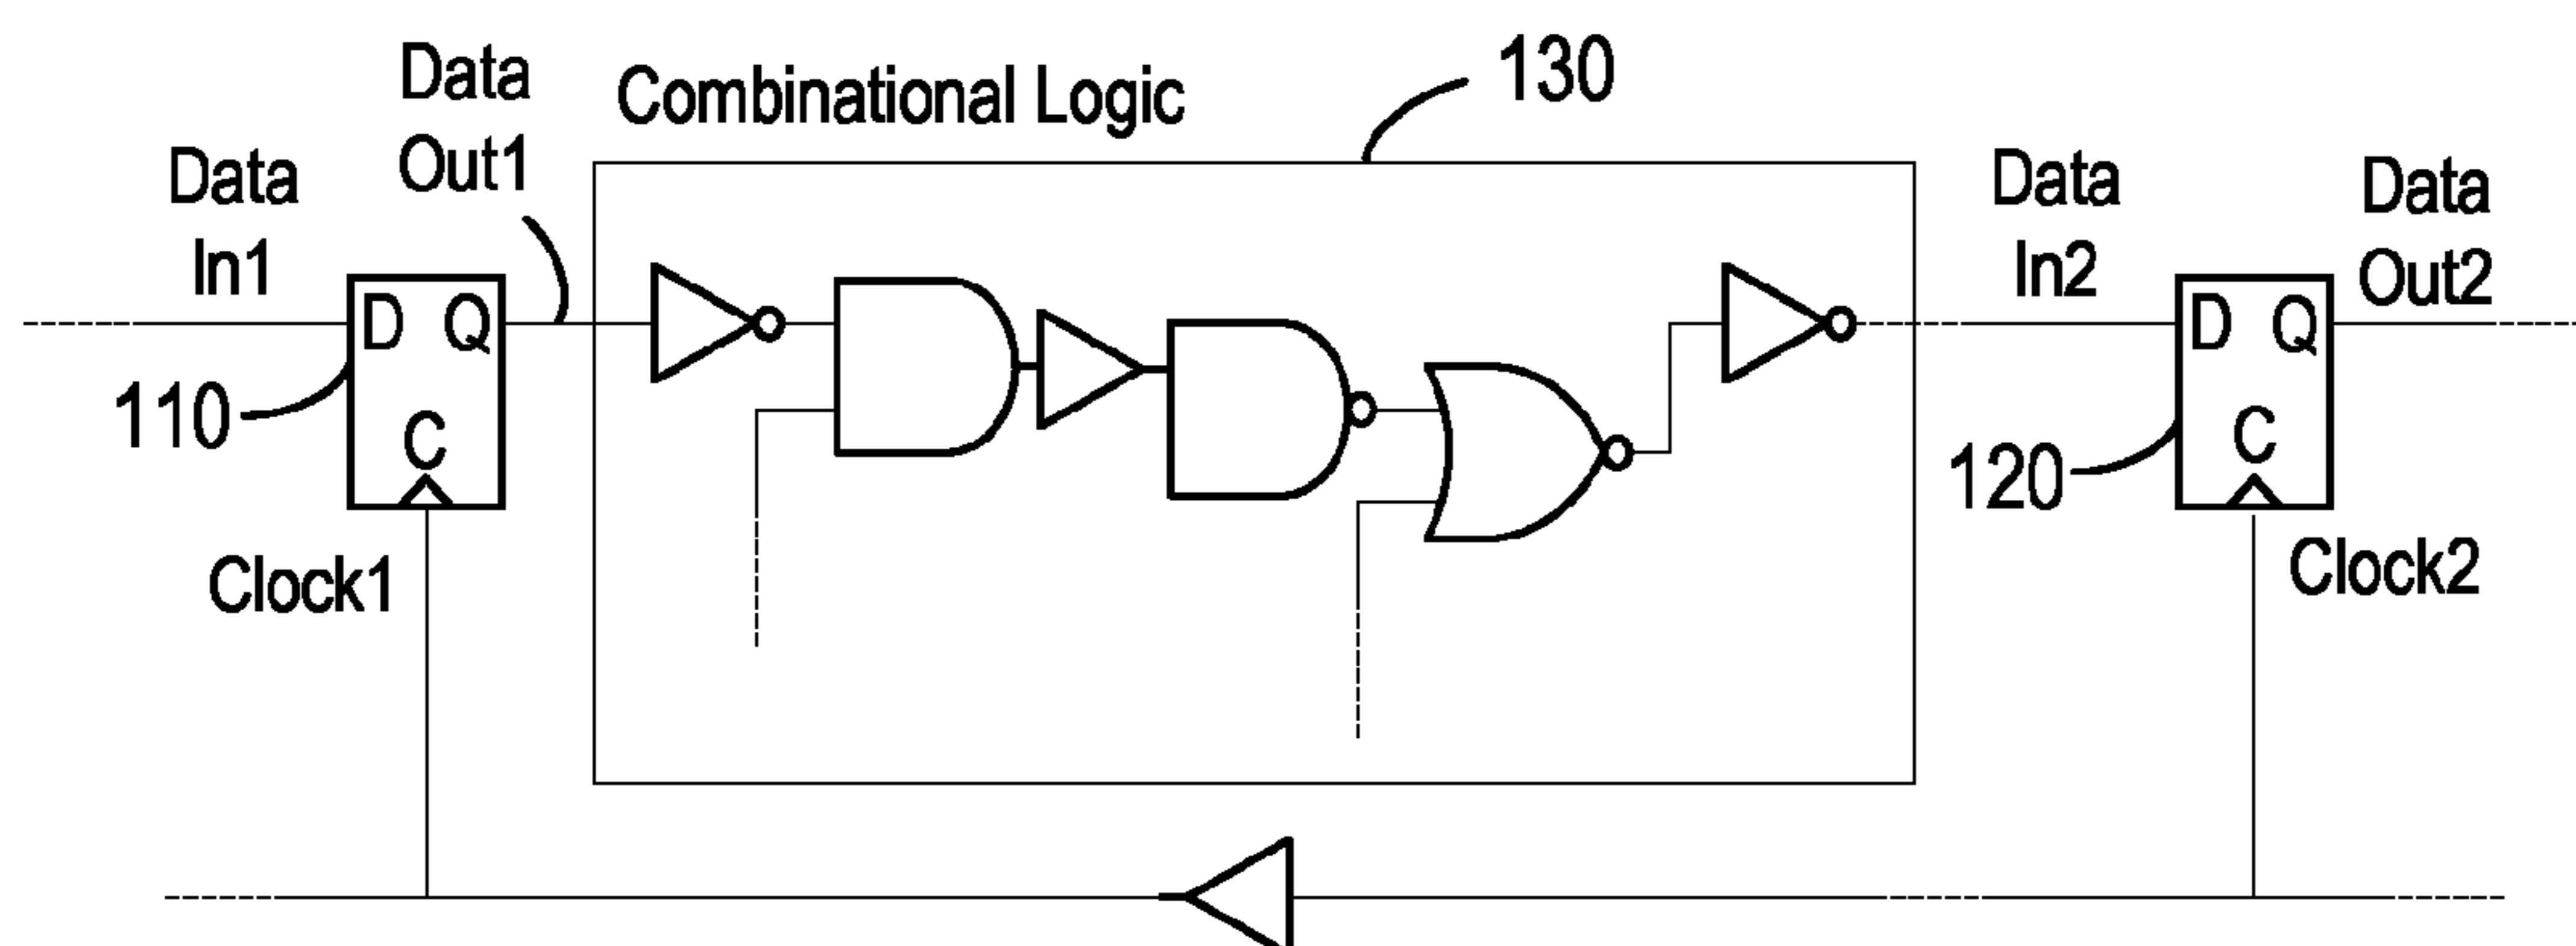 Data
Out1
Combinational Logic
130
Data
In1
Data
In2
Data
Out2
D Q
C
110
D Q
C
120
Clock1
Clock2